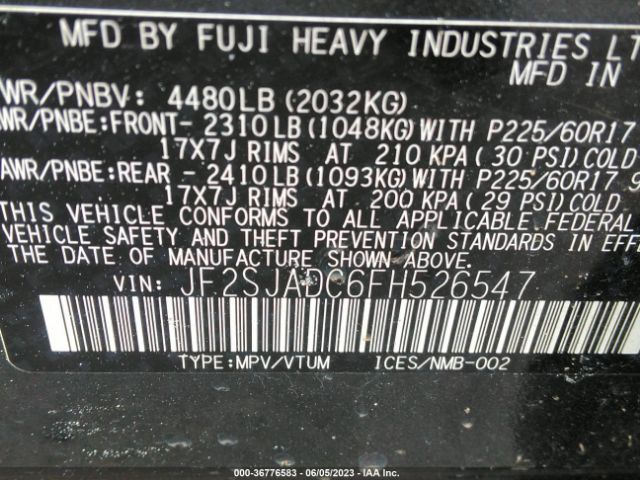 MFD BY FUJI HEAVY INDUSTRIES LT
MFD IN
WR/PNBV: 4480LB(2032KG)
AWR/PNBE:FRONT- 2310LB(1048KG)WITH P225/60R17
17X7J RIMS AT 210 KPA( 30 PSI)COLD
AWR/PNBE:REAR - 2410LB(1093KG)WITH P225/60R17 9
17X7J RIMS AT 200 KPA( 29 PSI)COLD
THIS VEHICLE CONFORMS TO ALL APPLICABLE FEDERAL
VEHICLE SAFETY AND THEFT PREVENTION STANDARDS IN EFFE
THE DATE OF MANUFACTURE SHOWN ABOVE.
VIN: JF2SJADC6FH526547
TYPE:MPV/VTUM ICES/NMB-002
000-36776583 - 06/05/2023 - IAA Inc.